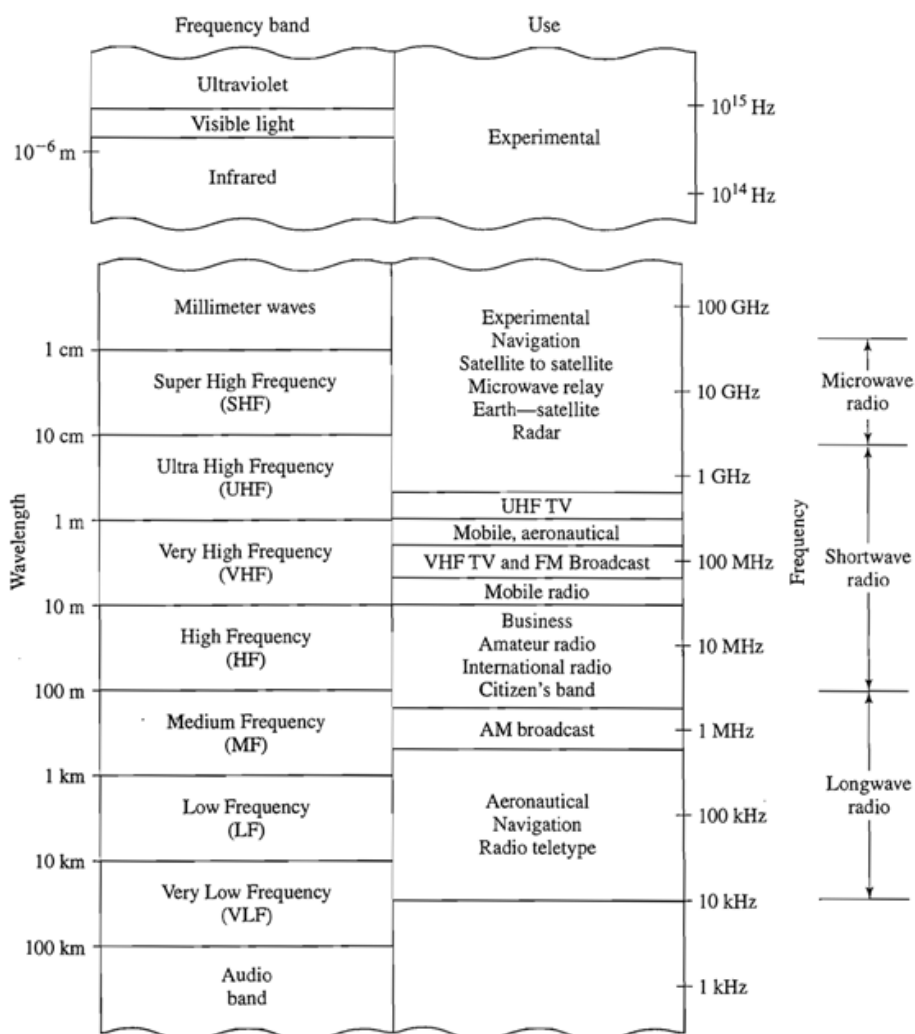 Frequency band
Use
Ultraviolet
Visible light
Infrared
10⁻⁶ m
Experimental
10¹⁵ Hz
10¹⁴ Hz
Wavelength
Millimeter waves
1 cm
Super High Frequency
(SHF)
10 cm
Ultra High Frequency
(UHF)
1 m
Very High Frequency
(VHF)
10 m
High Frequency
(HF)
100 m
Medium Frequency
(MF)
1 km
Low Frequency
(LF)
10 km
Very Low Frequency
(VLF)
100 km
Audio
band
Experimental
Navigation
Satellite to satellite
Microwave relay
Earth—satellite
Radar
UHF TV
Mobile, aeronautical
VHF TV and FM Broadcast
Mobile radio
Business
Amateur radio
International radio
Citizen's band
AM broadcast
Aeronautical
Navigation
Radio teletype
100 GHz
10 GHz
1 GHz
100 MHz
10 MHz
1 MHz
100 kHz
10 kHz
1 kHz
Frequency
Microwave
radio
Shortwave
radio
Longwave
radio